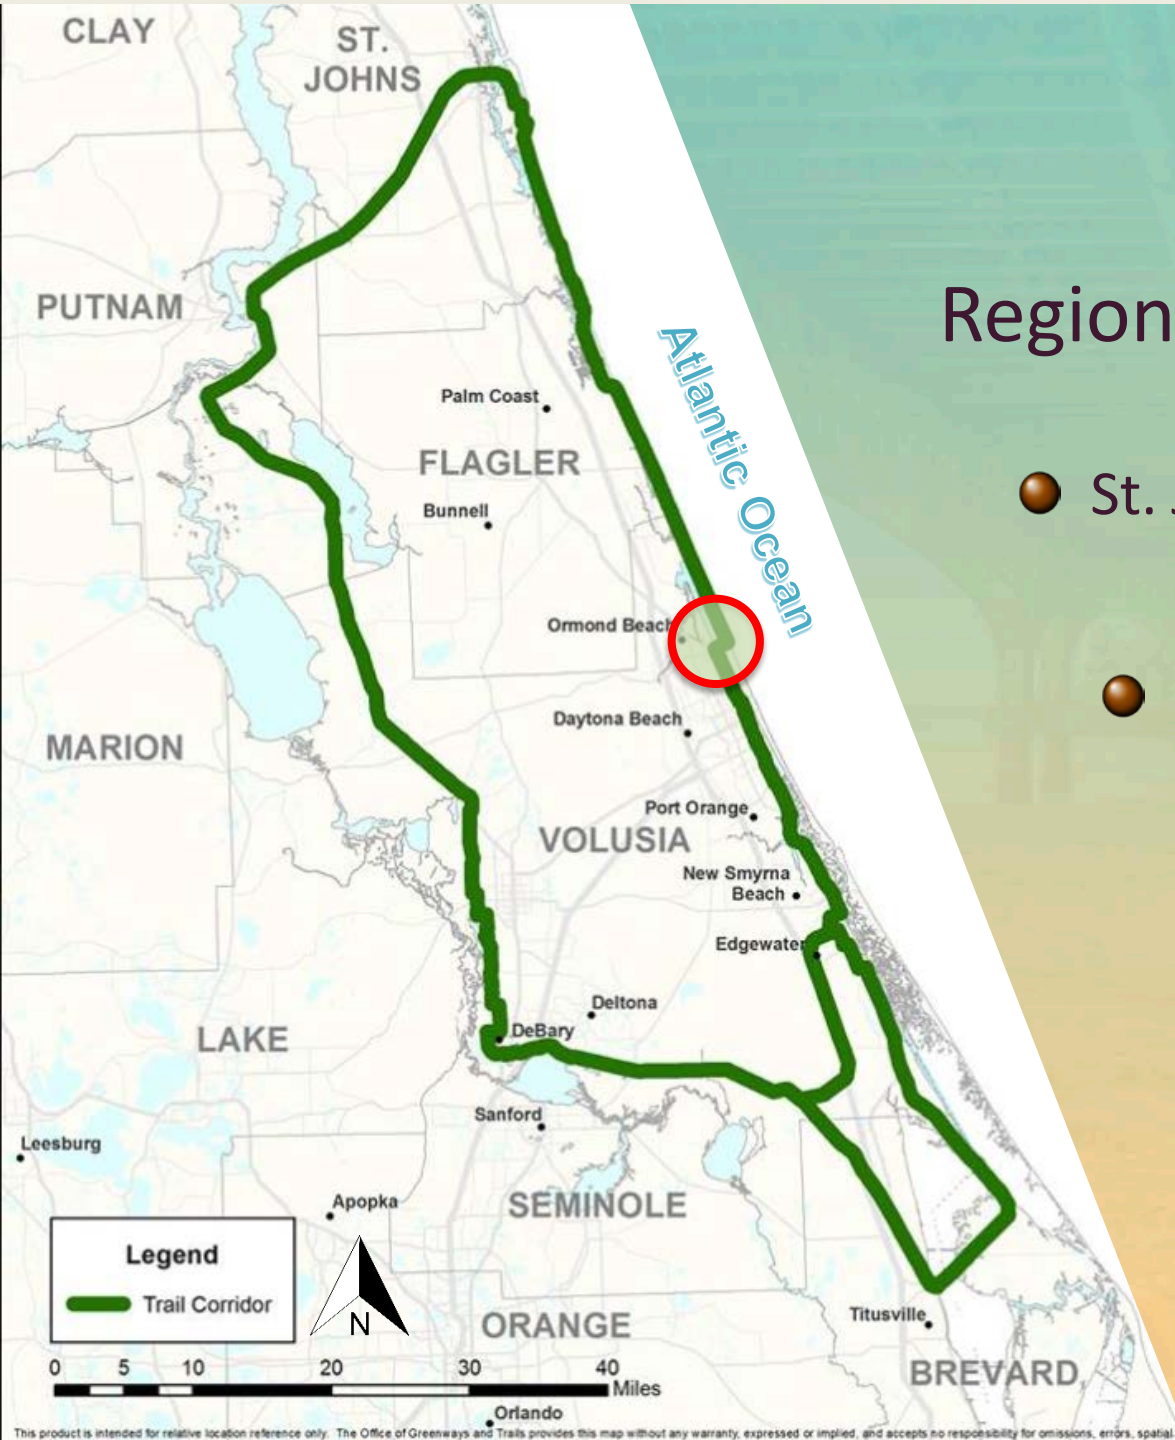 CLAY
ST.
JOHNS
PUTNAM
Region
Atlantic Ocean
Palm Coast
FLAGLER
St.
Bunnell
Ormond Beach
Daytona Beach
MARION
Port Orange
VOLUSIA
New Smyrna
Beach
Edgewater
Deltona
DeBary
LAKE
Sanford
Leesburg
Apopka
SEMINOLE
Legend
Trail Corridor
N
Titusville
ORANGE
BREVARD
0 5 10 20 30 40
Miles
Orlando
This product is intended for relative location reference only. The Office of Greenways and Trails provides this map without any warranty, expressed or implied, and accepts no responsibility for omissions, errors, spatial